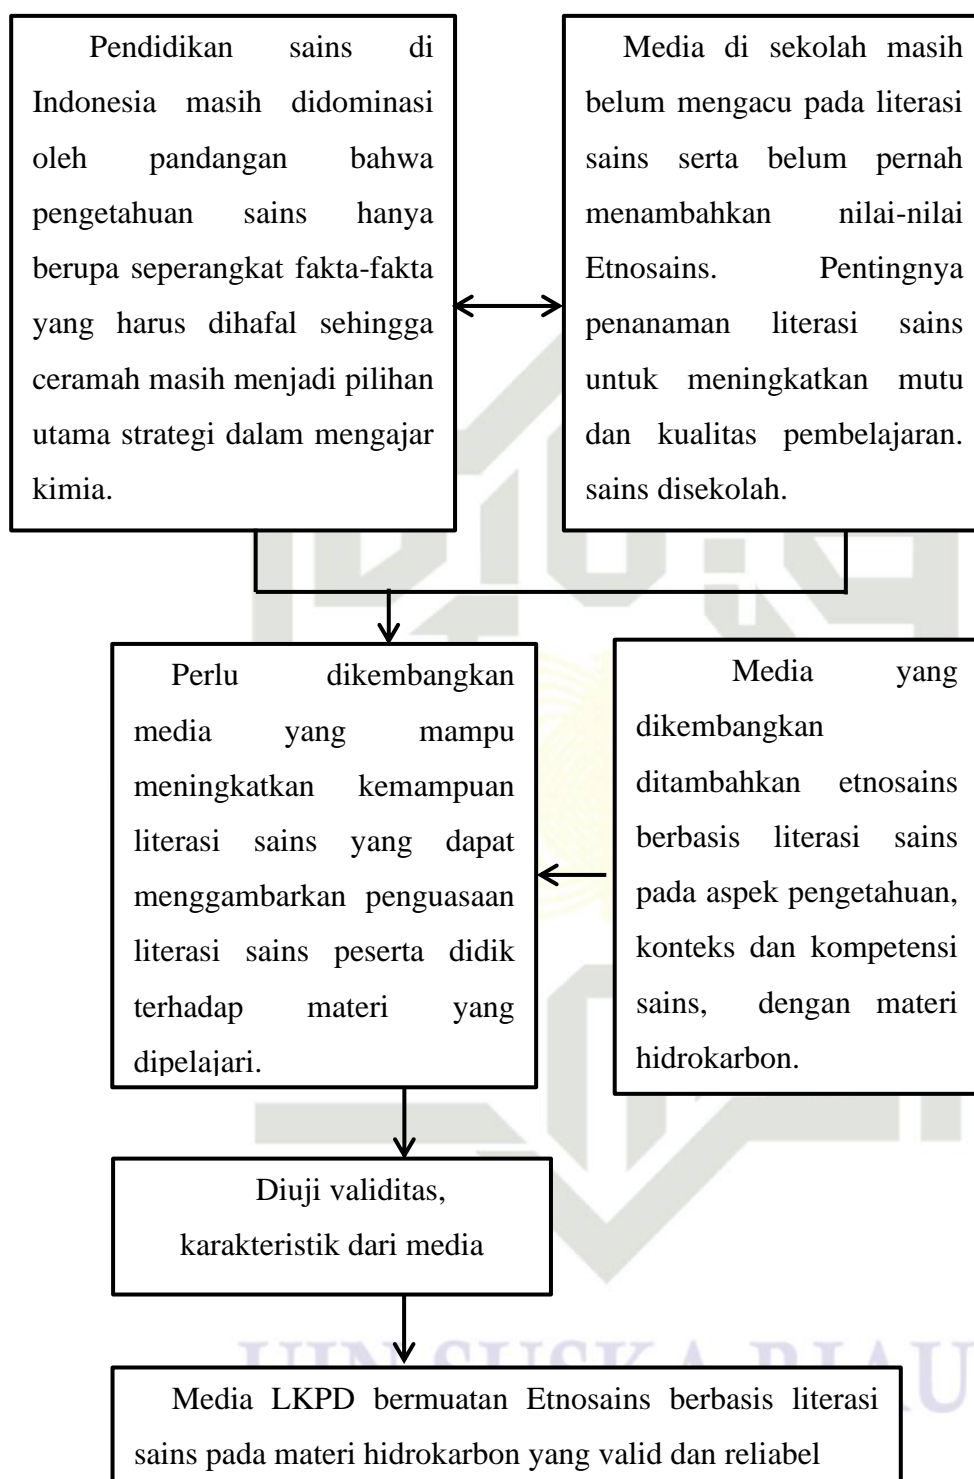 Pendidikan sains di
Indonesia masih didominasi
oleh pandangan bahwa
pengetahuan sains hanya
berupa seperangkat fakta-fakta
yang harus dihafal sehingga
ceramah masih menjadi pilihan
utama strategi dalam mengajar
kimia.
Media di sekolah masih
belum mengacu pada literasi
sains serta belum pernah
menambahkan nilai-nilai
Etnosains. Pentingnya
penanaman literasi sains
untuk meningkatkan mutu
dan kualitas pembelajaran.
sains disekolah.
Perlu dikembangkan
media yang mampu
meningkatkan kemampuan
literasi sains yang dapat
menggambarkan penguasaan
literasi sains peserta didik
terhadap materi yang
dipelajari.
Media yang
dikembangkan
ditambahkan etnosains
berbasis literasi sains
pada aspek pengetahuan,
konteks dan kompetensi
sains, dengan materi
hidrokarbon.
Diuji validitas,
karakteristik dari media
UIN SUSKA RIAU
Media LKPD bermuatan Etnosains berbasis literasi
sains pada materi hidrokarbon yang valid dan reliabel